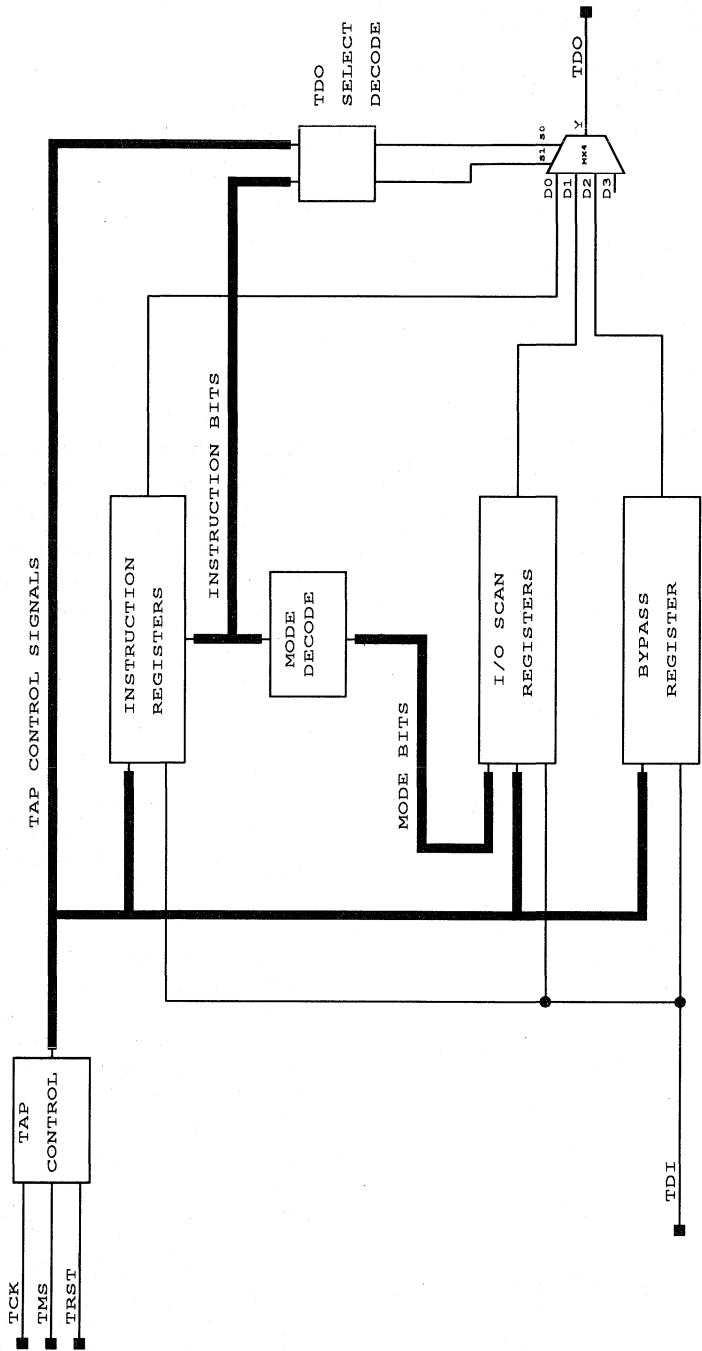 TCK
TMS
TRST
TAP
CONTROL
TAP CONTROL SIGNALS
INSTRUCTION
REGISTERS
INSTRUCTION BITS
MODE
DECODE
MODE BITS
I/O SCAN
REGISTERS
BYPASS
REGISTER
TDI
TDO
SELECT
DECODE
S1 S0
D0
D1
D2
D3
MX4
Y
TDO